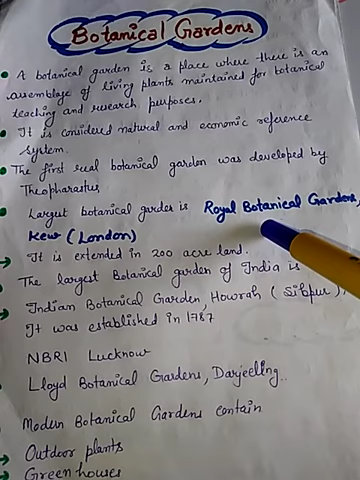 Botanical Gardens
A botanical garden is a place where there is an
assemblage of living plants maintained for botanical
teaching and research purposes.
It is considered natural and economic reference
system.
The first real botanical garden was developed by
Theophrastus
Largest botanical garden is Royal Botanical Gardens,
Kew (London)
It is extended in 200 acre land.
The largest Botanical garden of India is
Indian Botanical Garden, Howrah (Sibpur),
It was established in 1787
NBRI Lucknow
Lloyd Botanical Gardens, Darjeeling..
Modern Botanical Gardens contain
Outdoor plants
Green houses